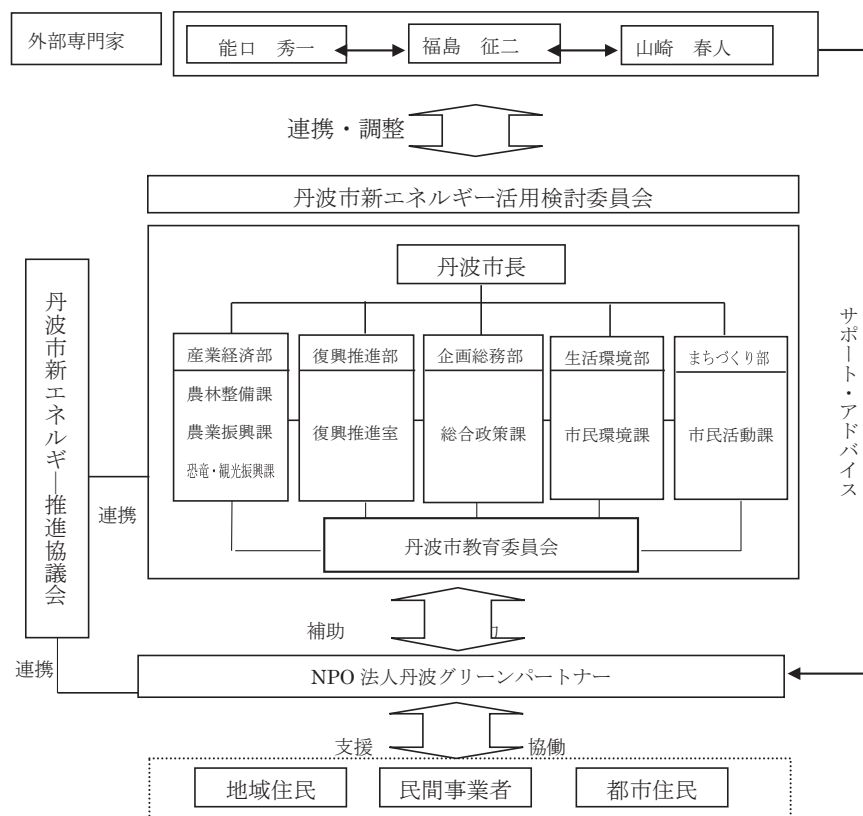 外部専門家
能口 秀一
福島 征二
山崎 春人
連携・調整
丹波市新エネルギー活用検討委員会
丹波市長
産業経済部
農林整備課
農業振興課
恐竜・観光振興課
復興推進部
復興推進室
企画総務部
総合政策課
生活環境部
市民環境課
まちづくり部
市民活動課
丹波市教育委員会
丹波市新エネルギ―推進協議会
連携
サポート・アドバイス
補助
連携
NPO 法人丹波グリーンパートナー
支援
協働
地域住民
民間事業者
都市住民